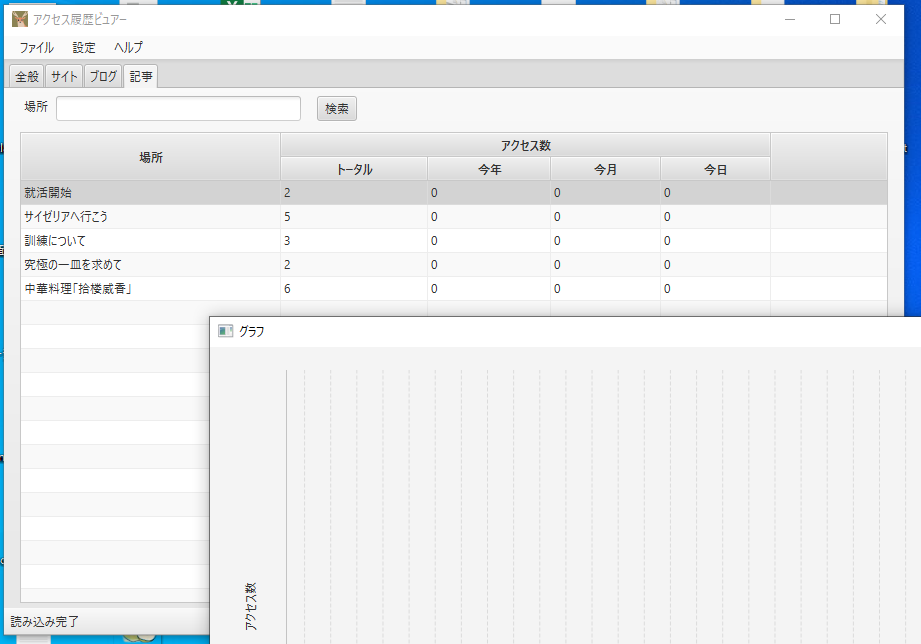 アクセス履歴ビュアー
ファイル 設定 ヘルプ
全般 サイト ブログ 記事
場所 検索
場所 アクセス数
トータル 今年 今月 今日
就活開始 2 0 0 0
サイゼリアへ行こう 5 0 0 0
訓練について 3 0 0 0
究極の一皿を求めて 2 0 0 0
中華料理「拾楼威香」 6 0 0 0
グラフ
アクセス数
読み込み完了